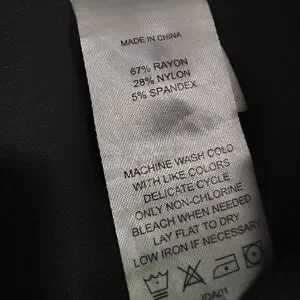 MADE IN CHINA
67% RAYON
28% NYLON
5% SPANDEX
MACHINE WASH COLD
WITH LIKE COLORS
DELICATE CYCLE
ONLY NON-CHLORINE
BLEACH WHEN NEEDED
LAY FLAT TO DRY
LOW IRON IF NECESSARY